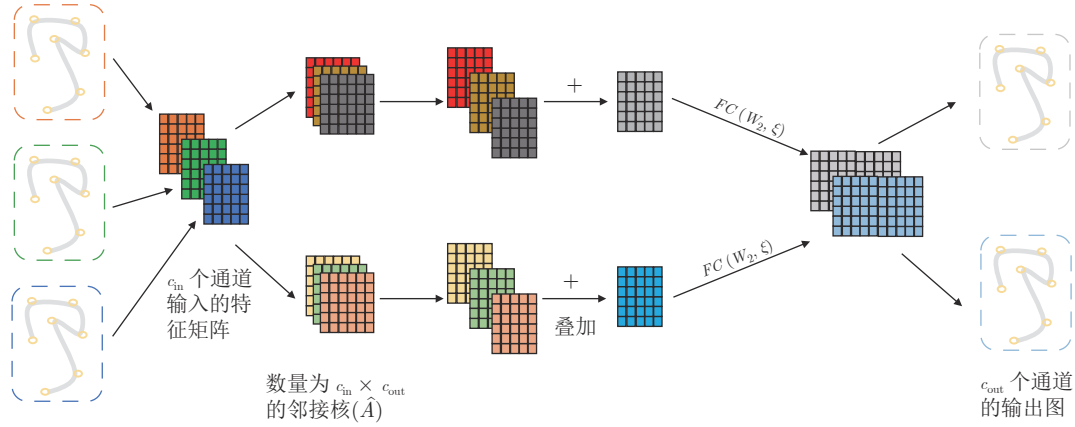 +
FC (W₂, ξ)
c_in 个通道
输入的特
征矩阵
+
叠加
FC (W₂, ξ)
数量为 c_in × c_out
的邻接核(Â)
c_out 个通道
的输出图